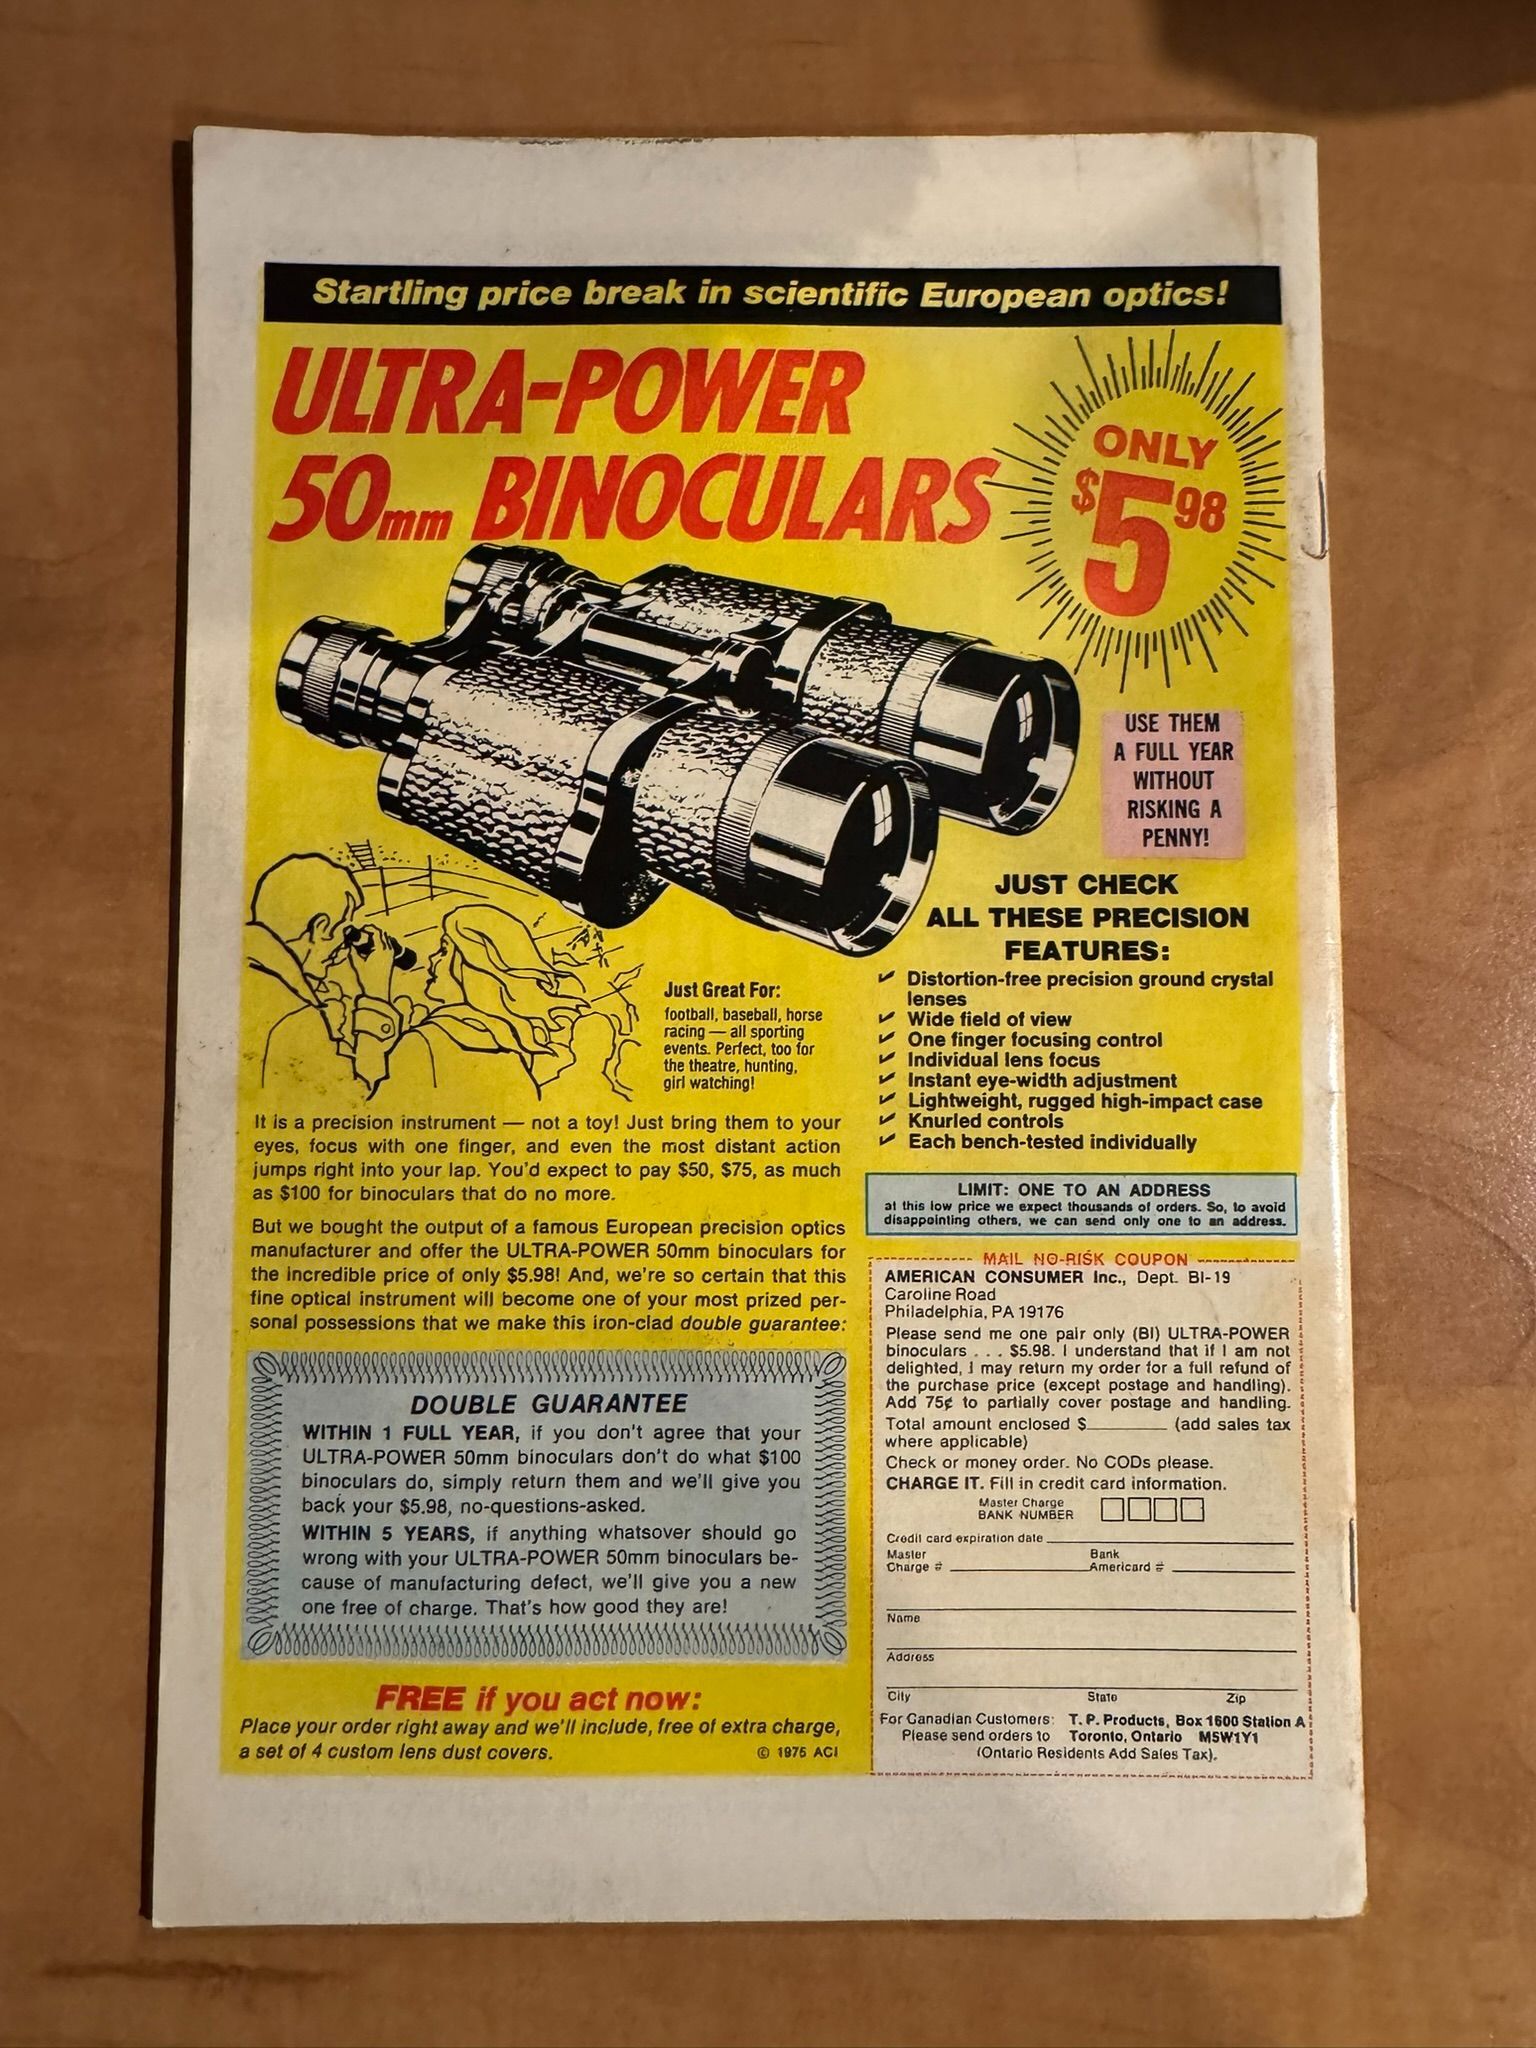 Startling price break in scientific European optics!
ULTRA-POWER
50mm BINOCULARS
ONLY
$5 98
USE THEM
A FULL YEAR
WITHOUT
RISKING A
PENNY!
JUST CHECK
ALL THESE PRECISION
FEATURES:
✔ Distortion-free precision ground crystal
lenses
✔ Wide field of view
✔ One finger focusing control
✔ Individual lens focus
✔ Instant eye-width adjustment
✔ Lightweight, rugged high-impact case
✔ Knurled controls
✔ Each bench-tested individually
Just Great For:
football, baseball, horse
racing — all sporting
events. Perfect, too for
the theatre, hunting,
girl watching!
It is a precision instrument — not a toy! Just bring them to your
eyes, focus with one finger, and even the most distant action
jumps right into your lap. You'd expect to pay $50, $75, as much
as $100 for binoculars that do no more.
But we bought the output of a famous European precision optics
manufacturer and offer the ULTRA-POWER 50mm binoculars for
the incredible price of only $5.98! And, we're so certain that this
fine optical instrument will become one of your most prized per-
sonal possessions that we make this iron-clad double guarantee:
DOUBLE GUARANTEE
WITHIN 1 FULL YEAR, if you don't agree that your
ULTRA-POWER 50mm binoculars don't do what $100
binoculars do, simply return them and we'll give you
back your $5.98, no-questions-asked.
WITHIN 5 YEARS, if anything whatsover should go
wrong with your ULTRA-POWER 50mm binoculars be-
cause of manufacturing defect, we'll give you a new
one free of charge. That's how good they are!
FREE if you act now:
Place your order right away and we'll include, free of extra charge,
a set of 4 custom lens dust covers.
© 1975 ACI
LIMIT: ONE TO AN ADDRESS
at this low price we expect thousands of orders. So, to avoid
disappointing others, we can send only one to an address.
MAIL NO-RISK COUPON
AMERICAN CONSUMER Inc., Dept. BI-19
Caroline Road
Philadelphia, PA 19176
Please send me one pair only (BI) ULTRA-POWER
binoculars . . . $5.98. I understand that if I am not
delighted, I may return my order for a full refund of
the purchase price (except postage and handling).
Add 75¢ to partially cover postage and handling.
Total amount enclosed $________ (add sales tax
where applicable)
Check or money order. No CODs please.
CHARGE IT. Fill in credit card information.
Master Charge
BANK NUMBER
Credit card expiration date
Master Bank
Charge # Americard #
Name
Address
City State Zip
For Canadian Customers: T. P. Products, Box 1600 Station A
Please send orders to Toronto, Ontario M5W1Y1
(Ontario Residents Add Sales Tax).